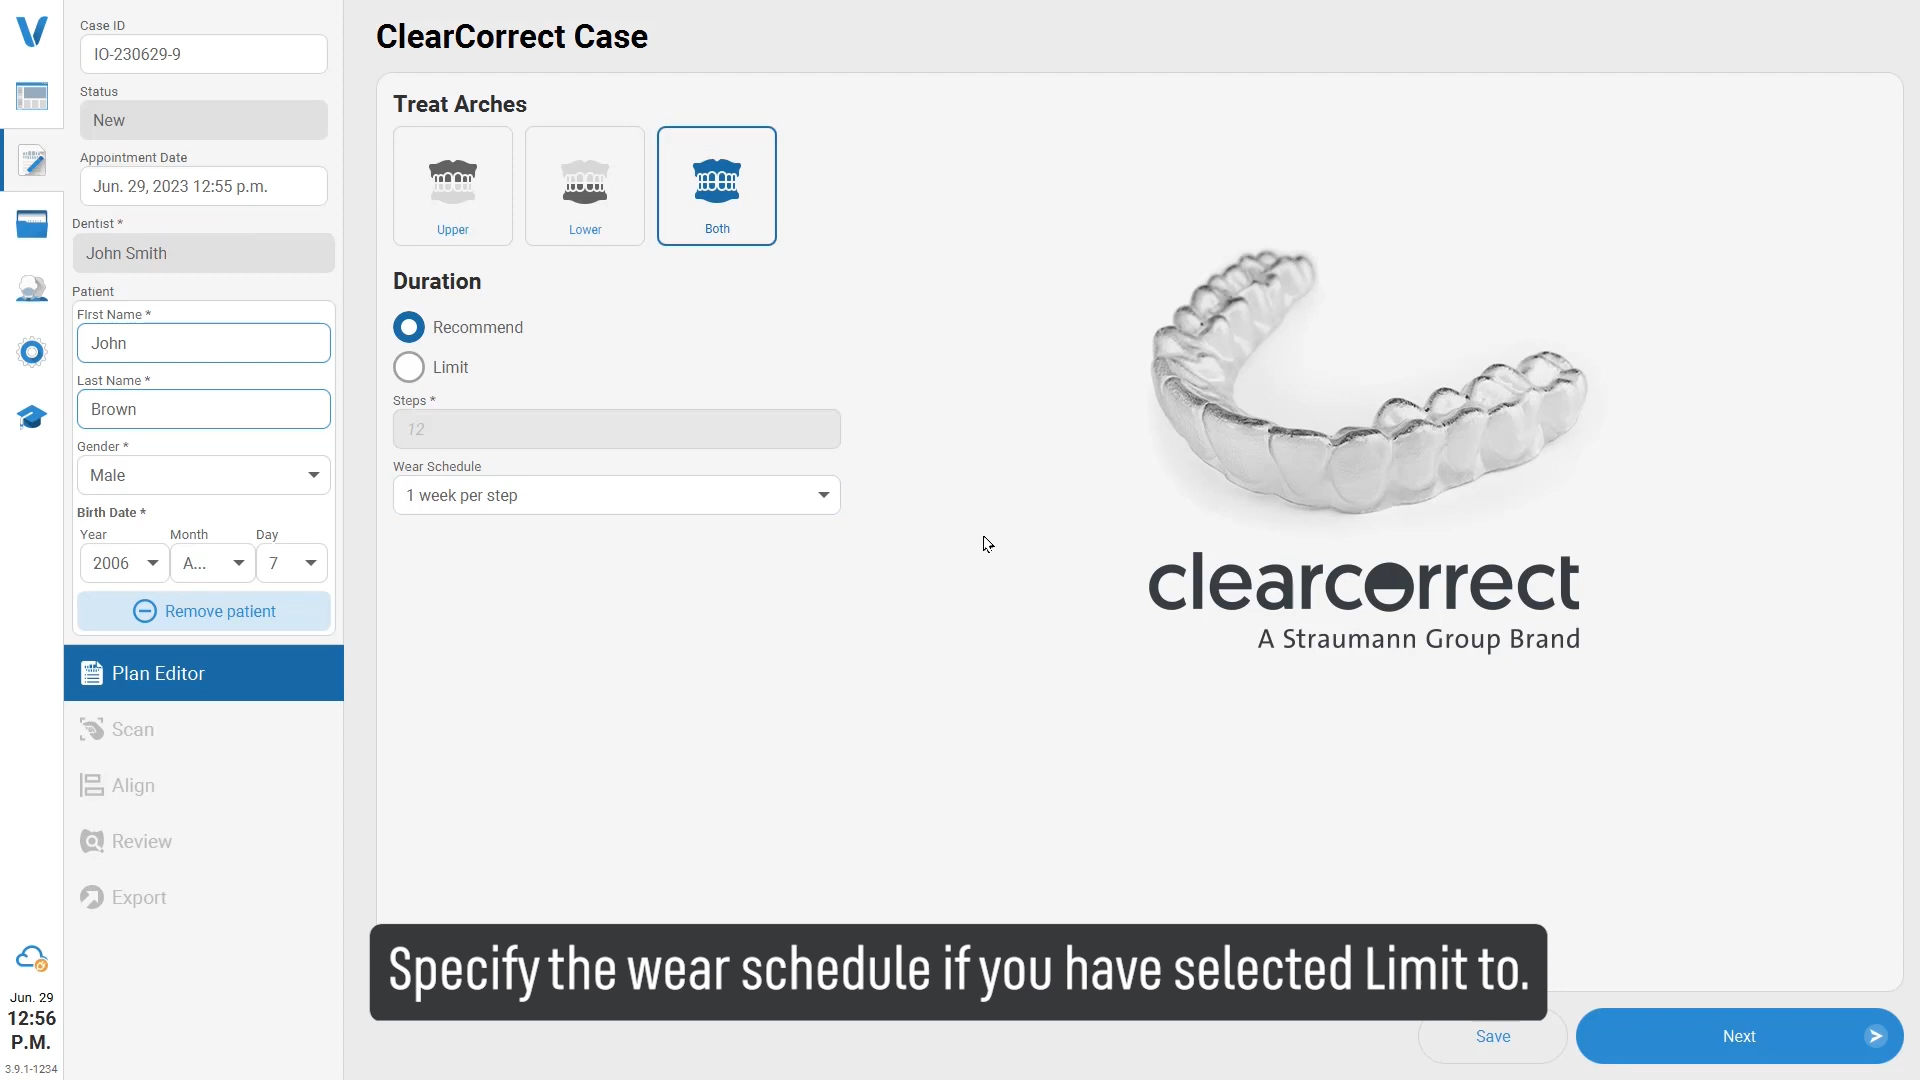 Case ID
IO-230629-9
Status
New
Appointment Date
Jun. 29, 2023 12:55 p.m.
Dentist *
John Smith
Patient
FIrst Name *
John
Last Name *
Brown
Gender *
Male
Birth Date *
Year Month Day
2006 A... 7
Remove patient
Plan Editor
Scan
Align
Review
Export
Jun. 29
12:56
P.M.
3.9.1-1234
ClearCorrect Case
Treat Arches
Upper Lower Both
Duration
Recommend
Limit
Steps *
12
Wear Schedule
1 week per step
clearcorrect
A Straumann Group Brand
Specify the wear schedule if you have selected Limit to.
Save Next